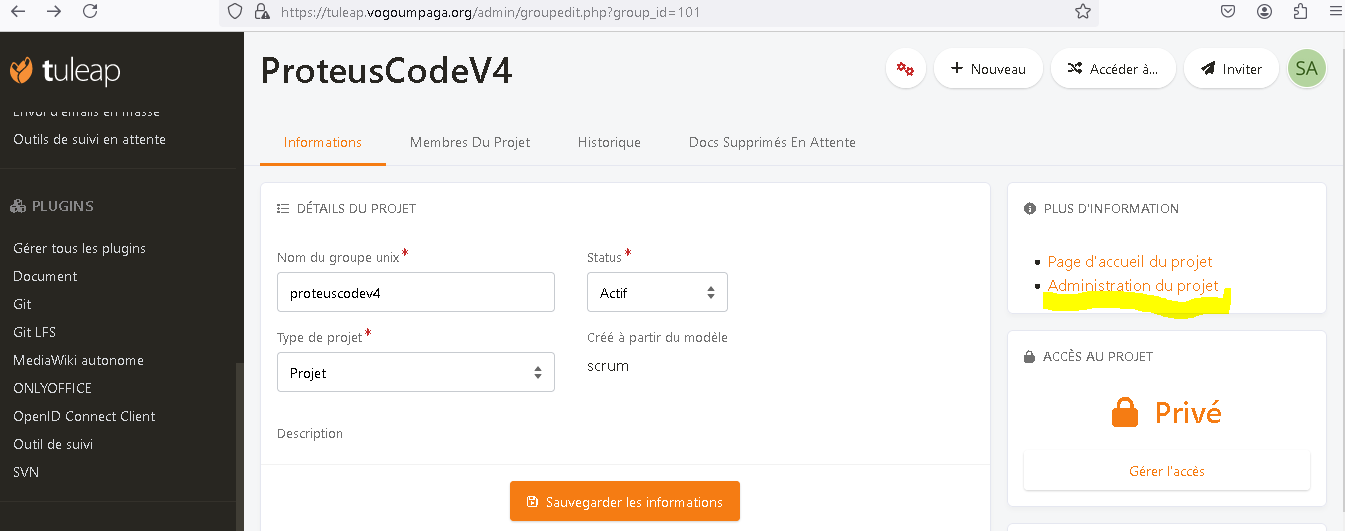 https://tuleap.vogoumpaga.org/admin/groupedit.php?group_id=101
tuleap
Envoi d'emails en masse
Outils de suivi en attente
PLUGINS
Gérer tous les plugins
Document
Git
Git LFS
MediaWiki autonome
ONLYOFFICE
OpenID Connect Client
Outil de suivi
SVN
ProteusCodeV4
Nouveau
Accéder à...
Inviter
SA
Informations
Membres Du Projet
Historique
Docs Supprimés En Attente
DÉTAILS DU PROJET
Nom du groupe unix *
proteuscodev4
Status *
Actif
Type de projet *
Projet
Créé à partir du modèle
scrum
Description
Sauvegarder les informations
PLUS D'INFORMATION
Page d'accueil du projet
Administration du projet
ACCÈS AU PROJET
Privé
Gérer l'accès